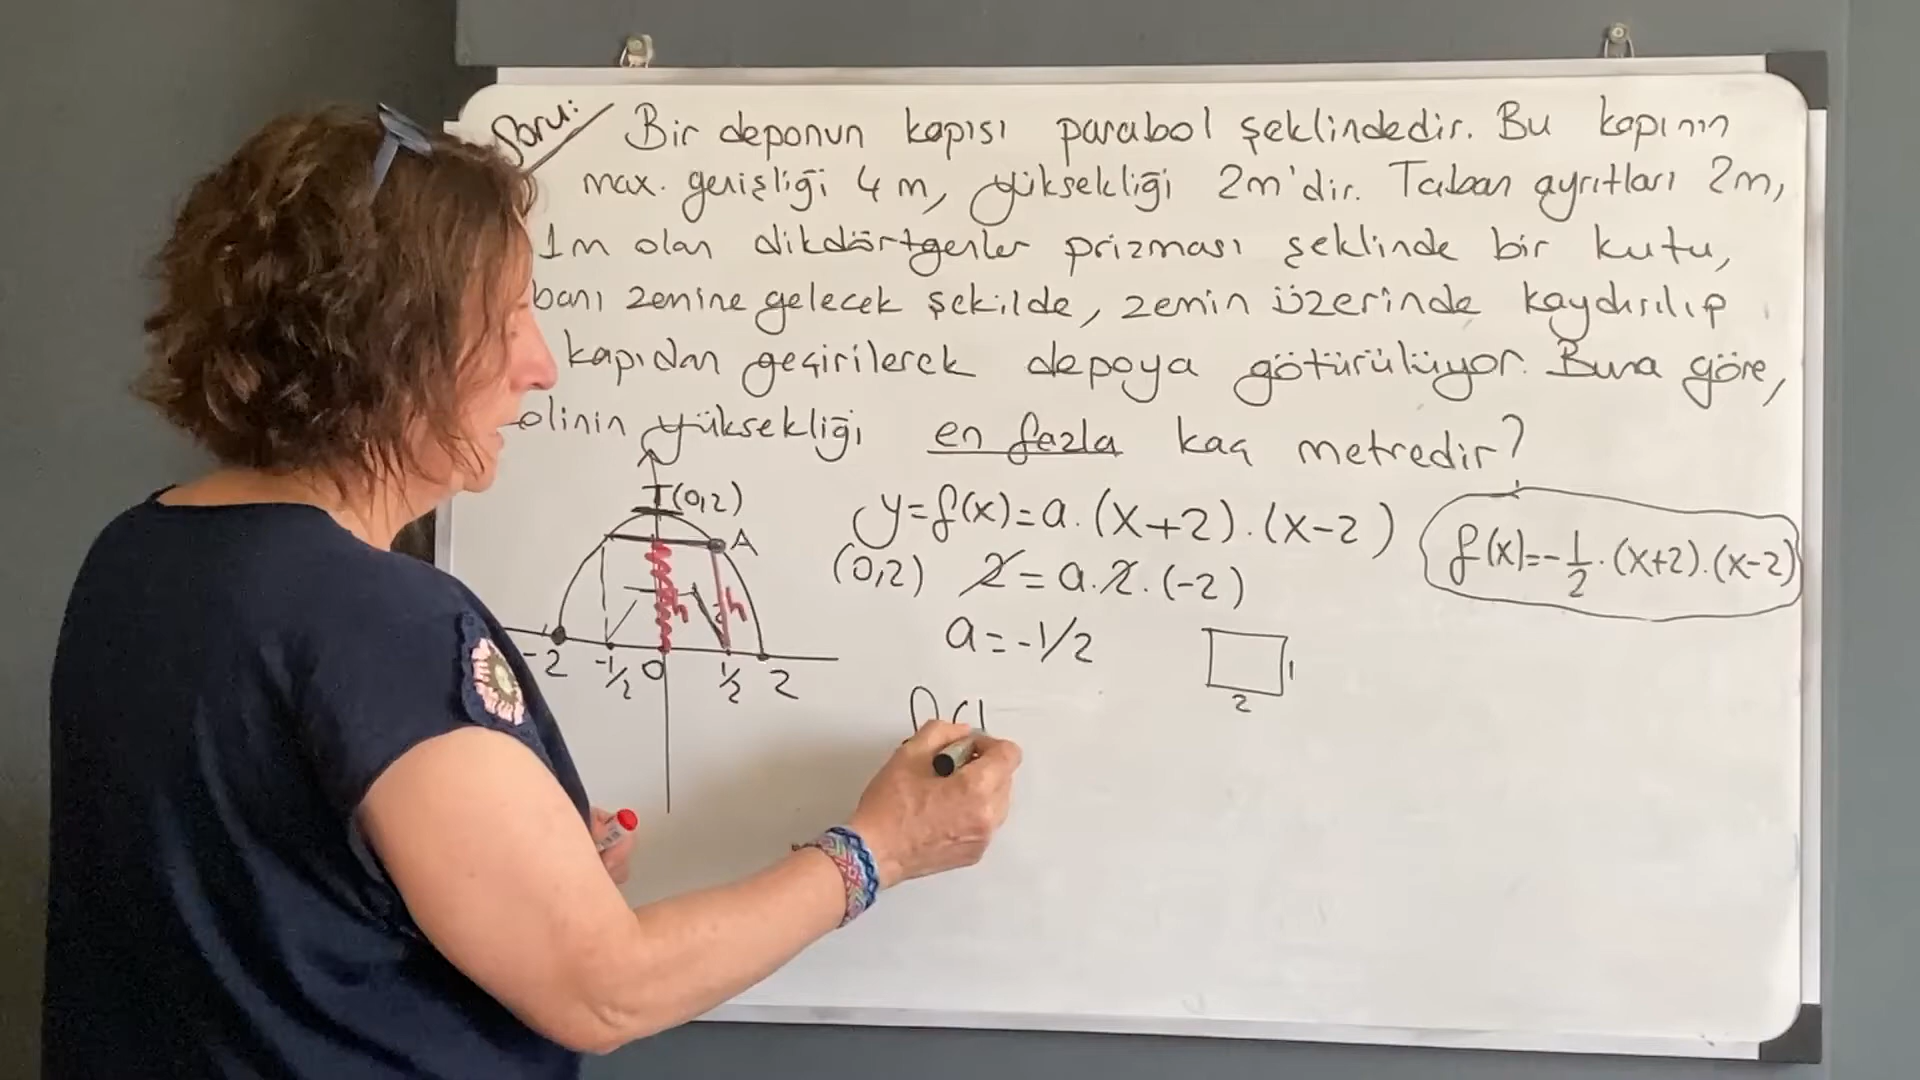 Soru:
Bir deponun kapısı parabol şeklindedir. Bu kapının
max. genişliği 4 m, yüksekliği 2m'dir. Taban ayrıtları 2m,
1m olan dikdörtgenler prizması şeklinde bir kutu,
banı zemine gelecek şekilde, zemin üzerinde kaydırılıp
kapıdan geçirilerek depoya götürülüyor. Buna göre,
olinin yüksekliği en fazla kaç metredir?
T(0,2)
A
h h
-2 -1/2 0 1/2 2
y=f(x)=a.(x+2).(x-2)
(0,2) 2=a.2.(-2)
a=-1/2
f(x)=-1/2.(x+2).(x-2)
1
2